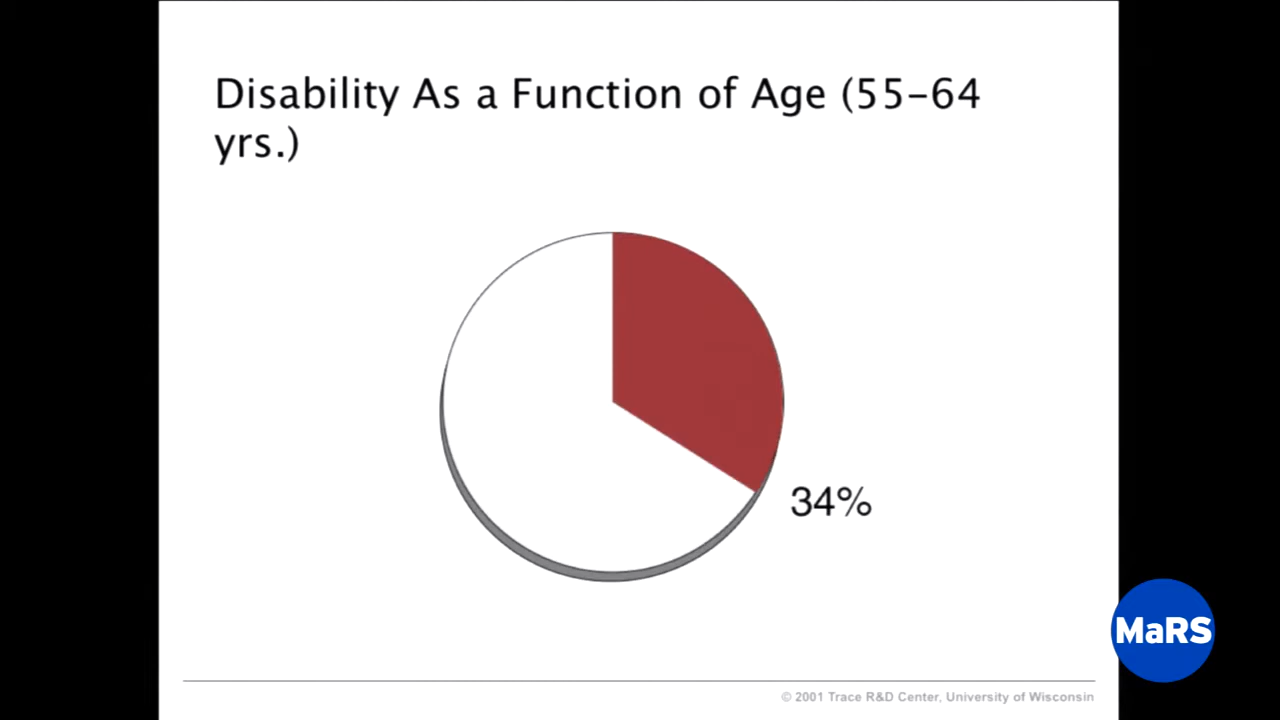 Disability As a Function of Age (55-64
yrs.)
34%
MaRS
© 2001 Trace R&D Center, University of Wisconsin